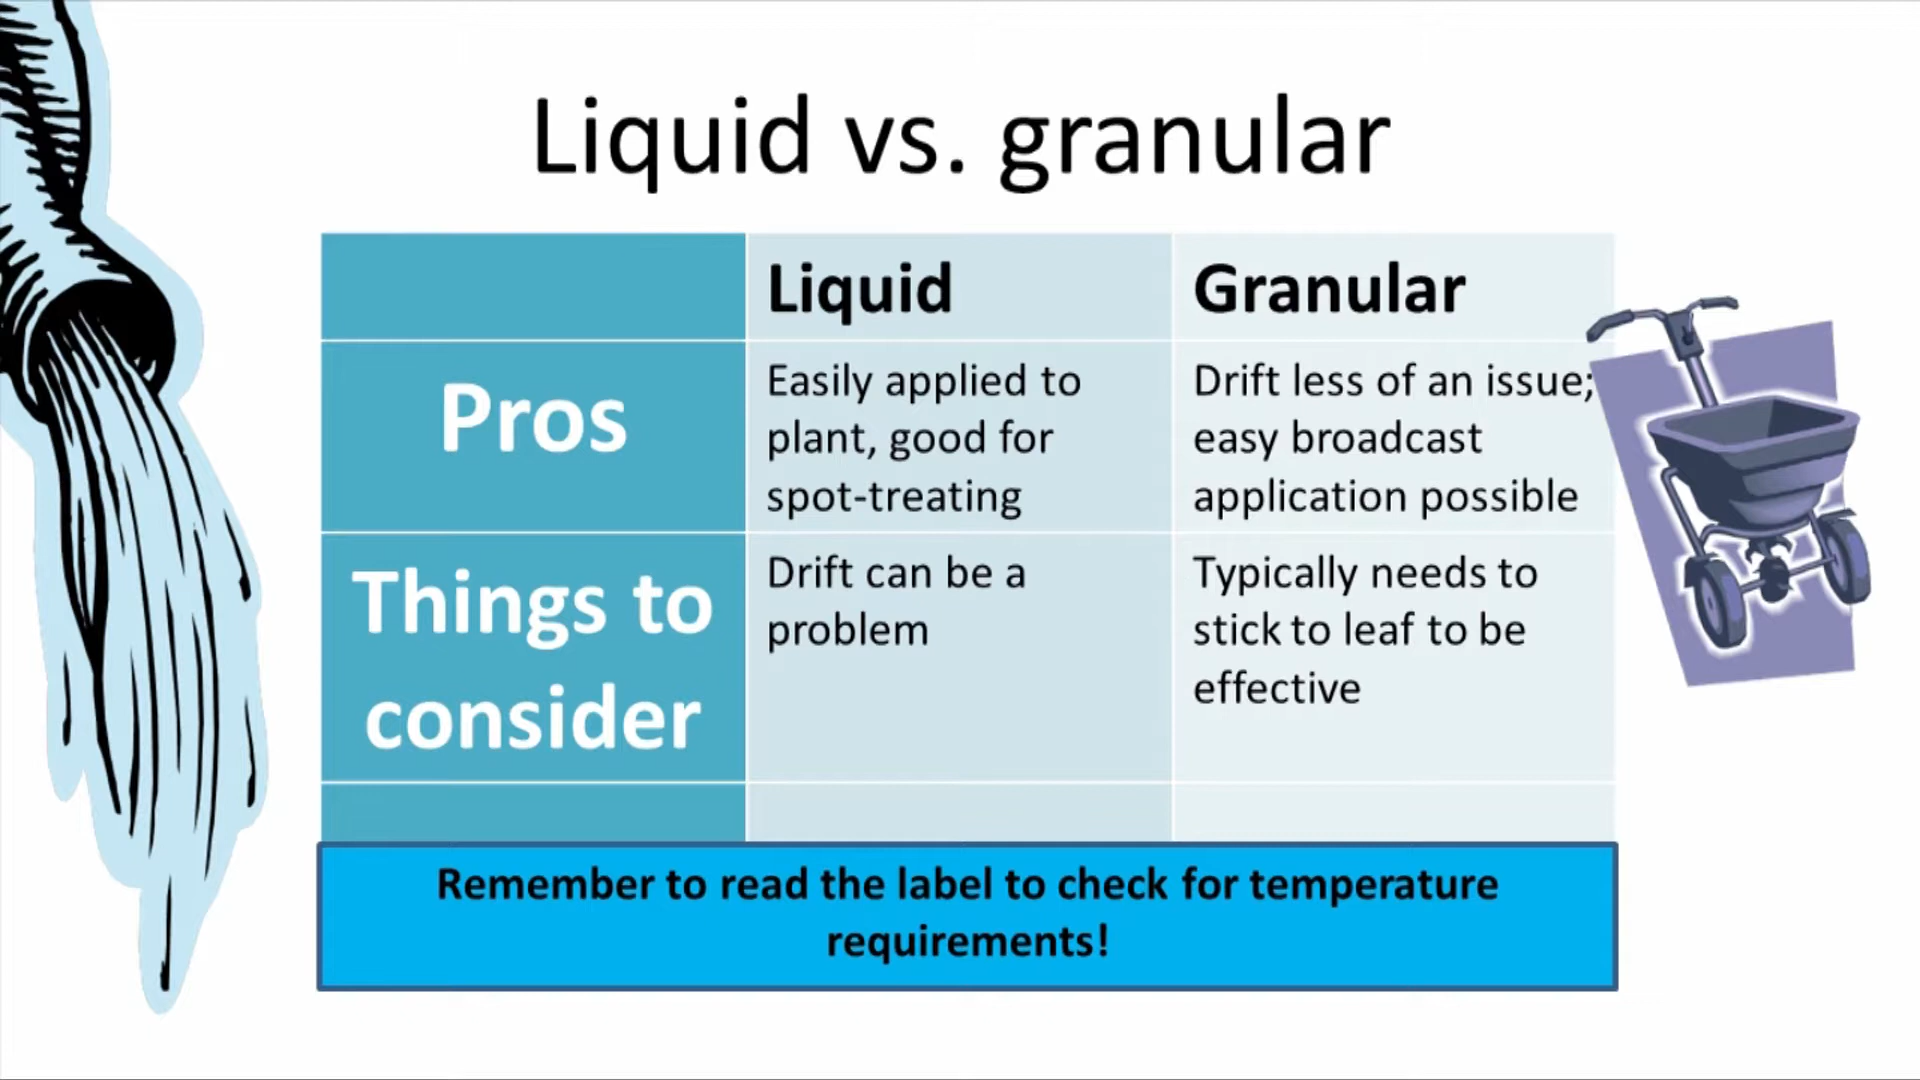 Liquid vs. granular
Liquid
Granular
Pros
Easily applied to
plant, good for
spot-treating
Drift less of an issue;
easy broadcast
application possible
Things to
consider
Drift can be a
problem
Typically needs to
stick to leaf to be
effective
Remember to read the label to check for temperature
requirements!